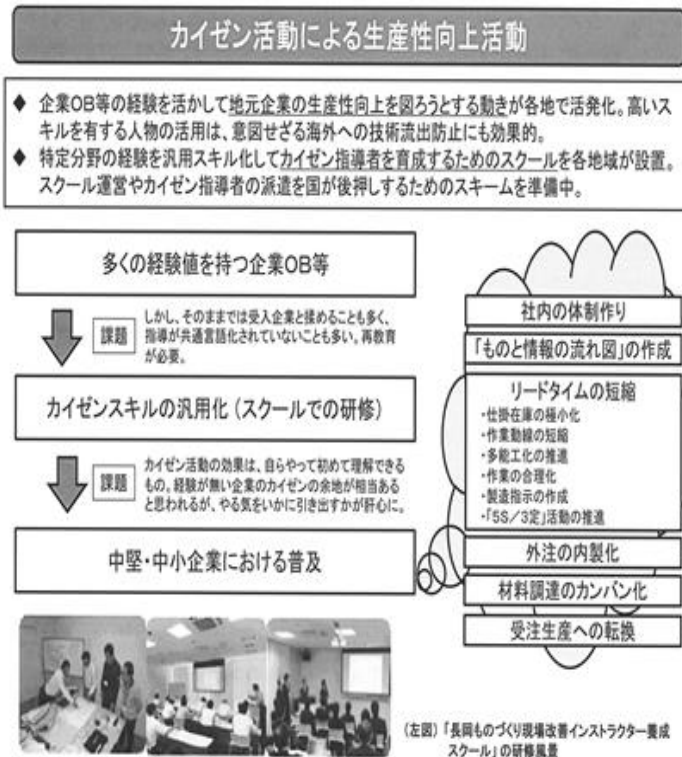 カイゼン活動による生産性向上活動
◆ 企業OB等の経験を活かして地元企業の生産性向上を図ろうとする動きが各地で活発化。高いス
キルを有する人物の活用は、意図せざる海外への技術流出防止にも効果的。
◆ 特定分野の経験を汎用スキル化してカイゼン指導者を育成するためのスクールを各地域が設置。
スクール運営やカイゼン指導者の派遣を国が後押しするためのスキームを準備中。
多くの経験値を持つ企業OB等
課題
しかし、そのままでは受入企業と揉めることも多く、
指導が共通言語化されていないことも多い。再教育
が必要。
カイゼンスキルの汎用化（スクールでの研修）
課題
カイゼン活動の効果は、自らやって初めて理解できる
もの。経験が無い企業のカイゼンの余地が相当ある
と思われるが、やる気をいかに引き出すかが肝心に。
中堅・中小企業における普及
社内の体制作り
「ものと情報の流れ図」の作成
リードタイムの短縮
・仕掛在庫の極小化
・作業動線の短縮
・多能工化の推進
・作業の合理化
・製造指示の作成
・「5S／3定」活動の推進
外注の内製化
材料調達のカンバン化
受注生産への転換
（左図）「長岡ものづくり現場改善インストラクター養成
スクール」の研修風景